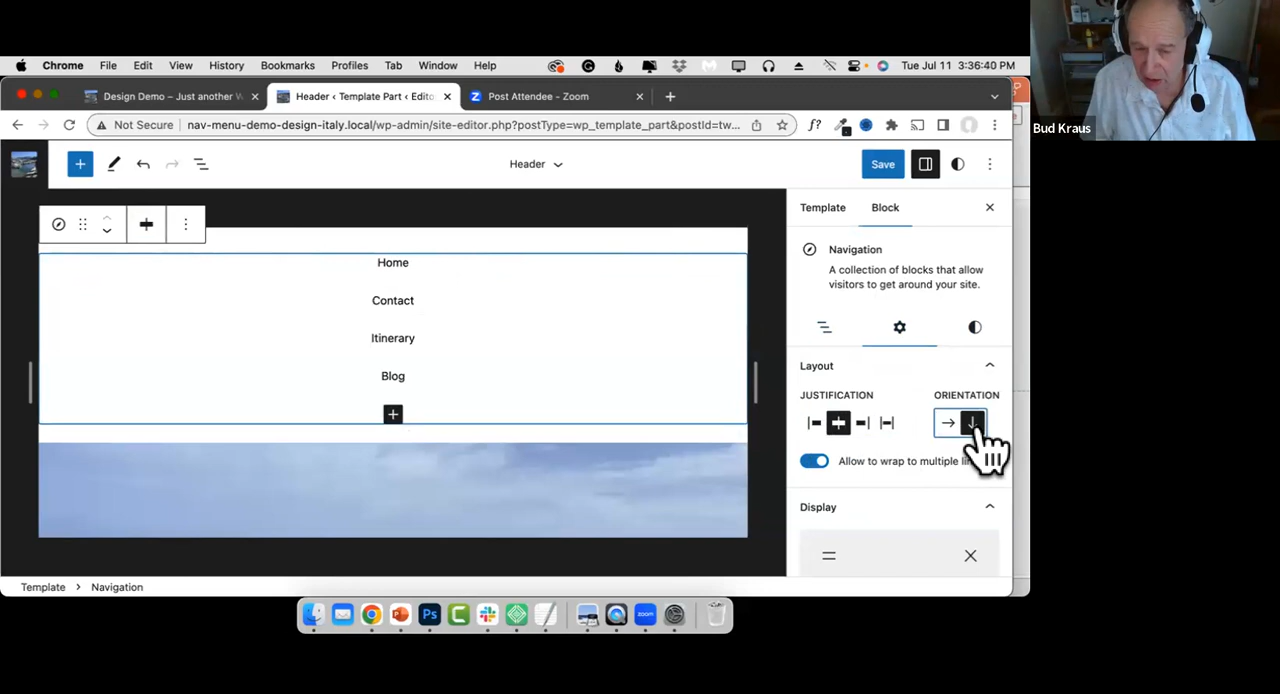 Chrome File Edit View History Bookmarks Profiles Tab Window Help Tue Jul 11 3:36:40 PM
Design Demo – Just another W
Header ‹ Template Part ‹ Edito
Post Attendee - Zoom
Not Secure nav-menu-demo-design-italy.local/wp-admin/site-editor.php?postType=wp_template_part&postId=tw...
f?
Bud Kraus
Header
Save
Template Block
Navigation
A collection of blocks that allow
visitors to get around your site.
Home
Contact
Itinerary
Blog
Layout
JUSTIFICATION ORIENTATION
Allow to wrap to multiple lin
Display
Template > Navigation
Ps
zoom